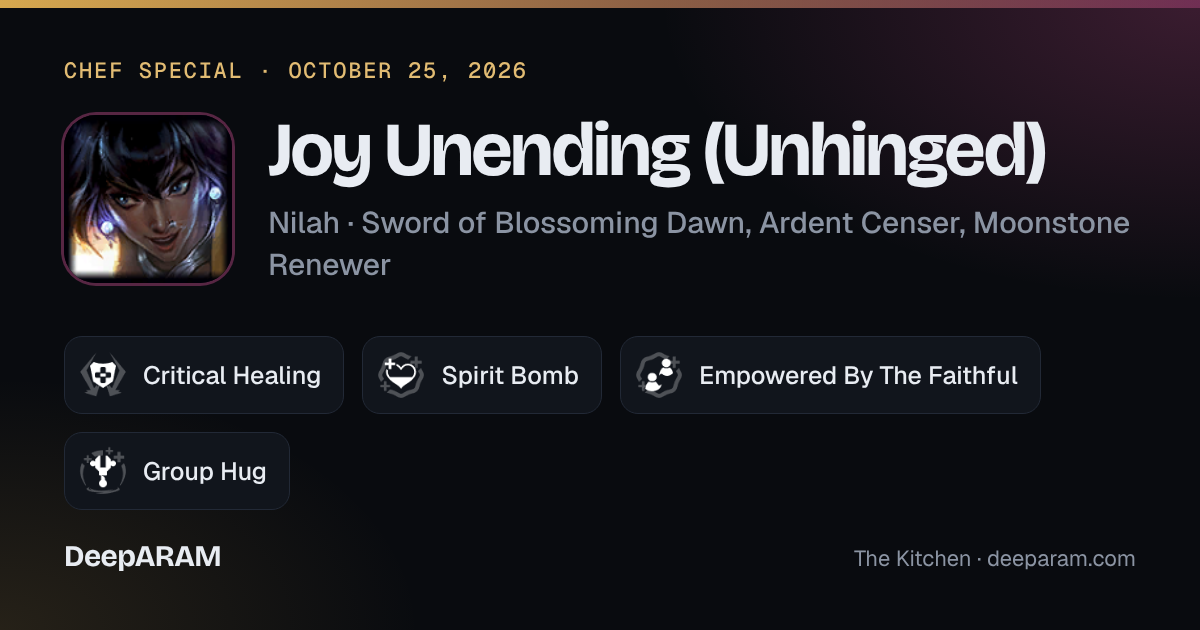 CHEF SPECIAL · OCTOBER 25, 2026
Joy Unending (Unhinged)
Nilah · Sword of Blossoming Dawn, Ardent Censer, Moonstone
Renewer
Critical Healing
Spirit Bomb
Empowered By The Faithful
Group Hug
DeepARAM
The Kitchen · deeparam.com